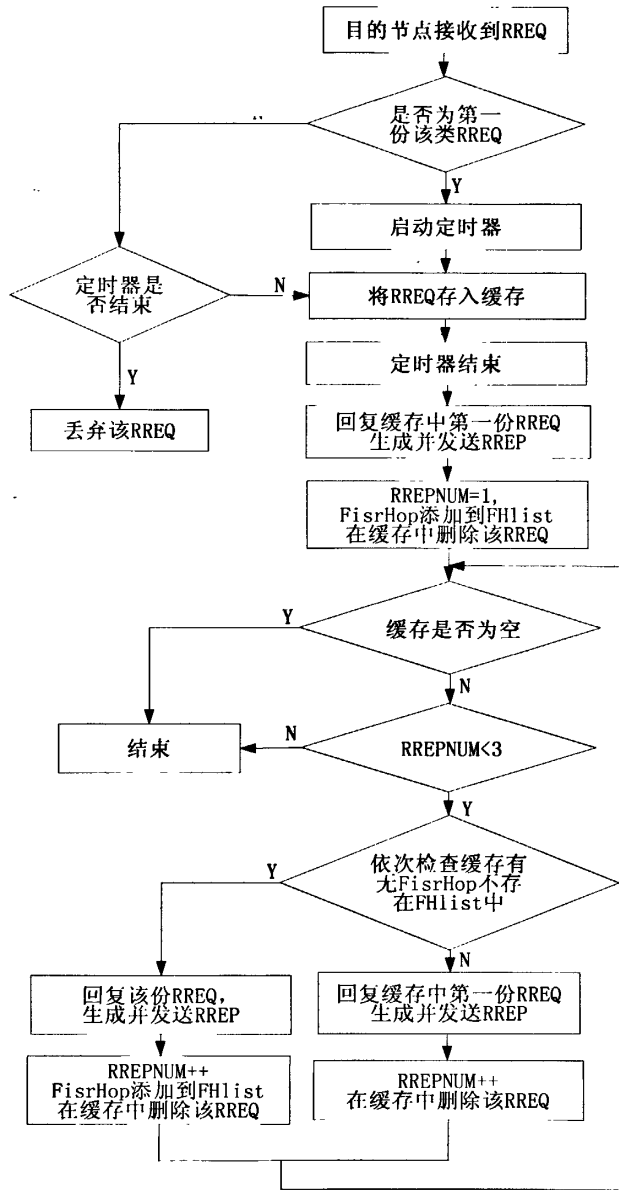 目的节点接收到RREQ
是否为第一
份该类RREQ
Y
启动定时器
定时器是
否结束
N
将RREQ存入缓存
定时器结束
Y
丢弃该RREQ
回复缓存中第一份RREQ
生成并发送RREP
RREPNUM=1,
FisrHop添加到FHlist
在缓存中删除该RREQ
Y
缓存是否为空
N
结束
N
RREPNUM<3
Y
Y
依次检查缓存有
无FisrHop不存
在FHlist中
N
回复该份RREQ,
生成并发送RREP
回复缓存中第一份RREQ
生成并发送RREP
RREPNUM++
FisrHop添加到FHlist
在缓存中删除该RREQ
RREPNUM++
在缓存中删除该RREQ